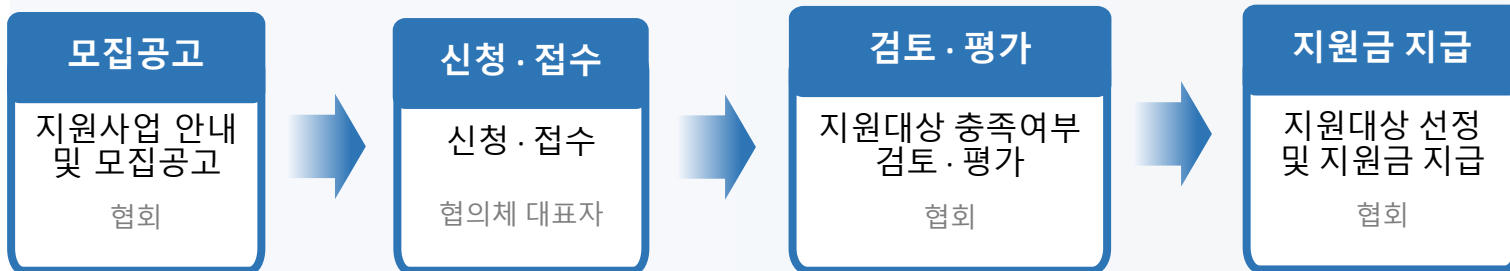 모집공고
지원사업 안내
및 모집공고
협회
신청 · 접수
신청 · 접수
협의체 대표자
검토 · 평가
지원대상 충족여부
검토 · 평가
협회
지원금 지급
지원대상 선정
및 지원금 지급
협회